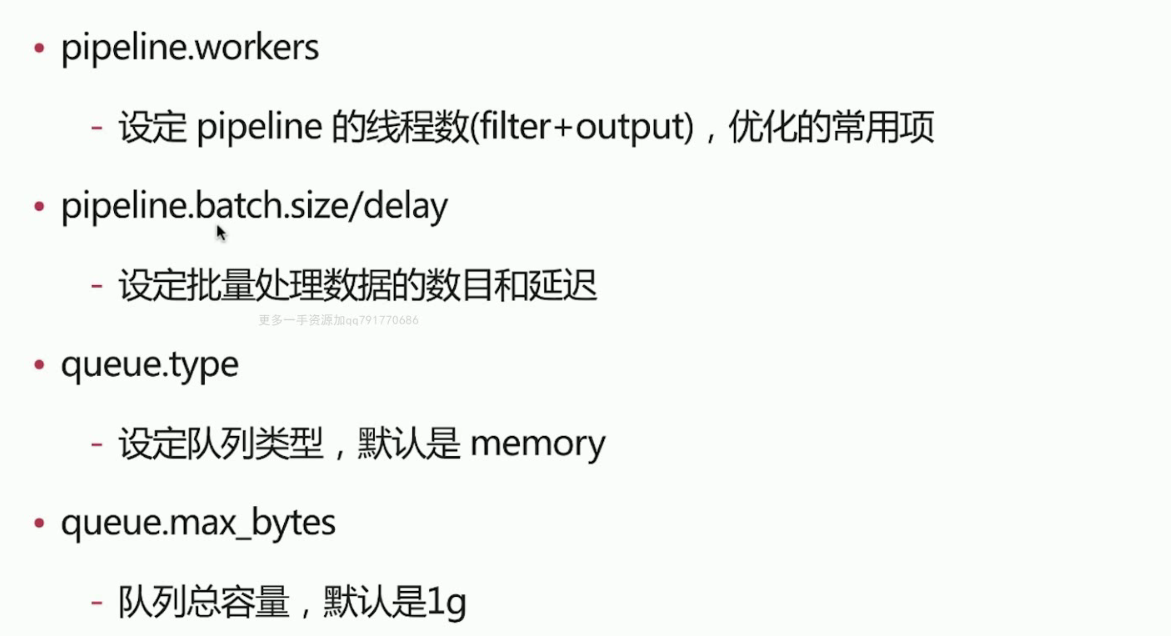 • pipeline.workers
- 设定 pipeline 的线程数(filter+output)，优化的常用项
• pipeline.batch.size/delay
- 设定批量处理数据的数目和延迟
更多一手资源加qq791770686
• queue.type
- 设定队列类型，默认是 memory
• queue.max_bytes
- 队列总容量，默认是1g